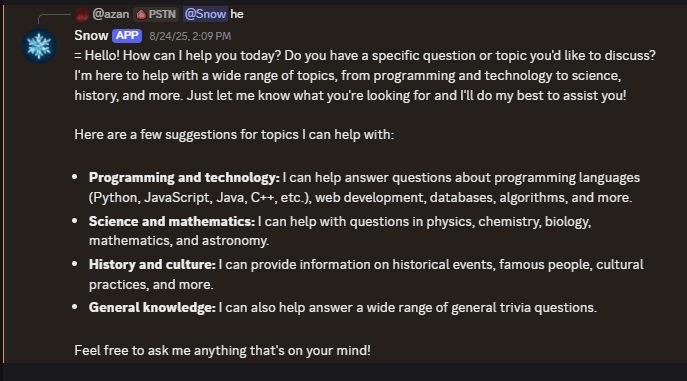 @azan PSTN @Snow he
Snow APP 8/24/25, 2:09 PM
= Hello! How can I help you today? Do you have a specific question or topic you'd like to discuss?
I'm here to help with a wide range of topics, from programming and technology to science,
history, and more. Just let me know what you're looking for and I'll do my best to assist you!
Here are a few suggestions for topics I can help with:
• Programming and technology: I can help answer questions about programming languages
(Python, JavaScript, Java, C++, etc.), web development, databases, algorithms, and more.
• Science and mathematics: I can help with questions in physics, chemistry, biology,
mathematics, and astronomy.
• History and culture: I can provide information on historical events, famous people, cultural
practices, and more.
• General knowledge: I can also help answer a wide range of general trivia questions.
Feel free to ask me anything that's on your mind!